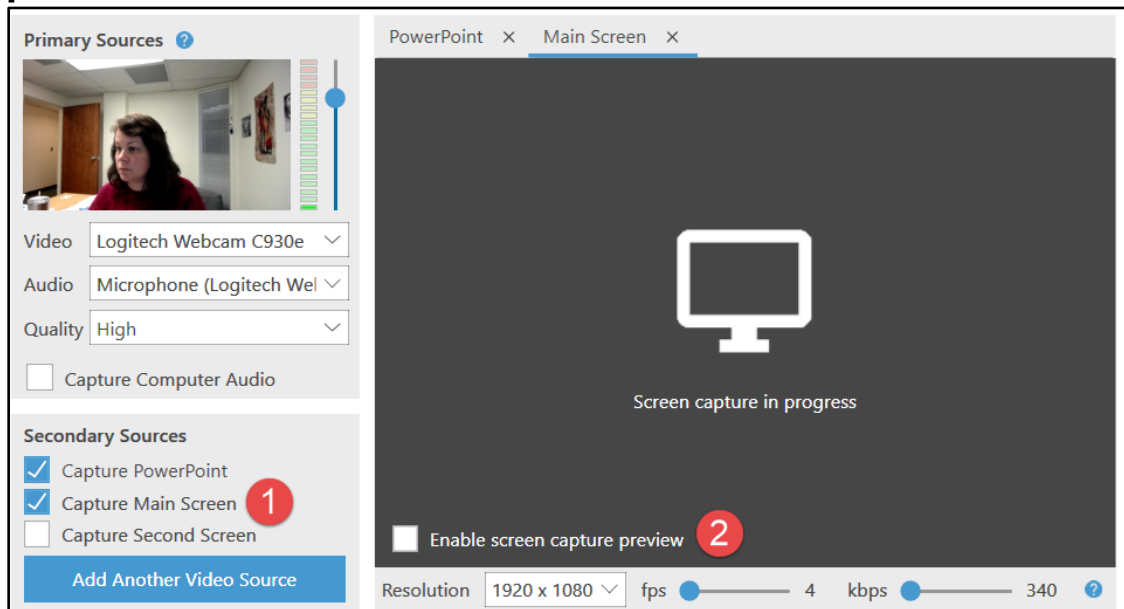 Primary Sources ?
Video Logitech Webcam C930e
Audio Microphone (Logitech Wel
Quality High
Capture Computer Audio
Secondary Sources
Capture PowerPoint
Capture Main Screen 1
Capture Second Screen
Add Another Video Source
PowerPoint × Main Screen ×
Screen capture in progress
Enable screen capture preview 2
Resolution 1920 x 1080 fps 4 kbps 340 ?